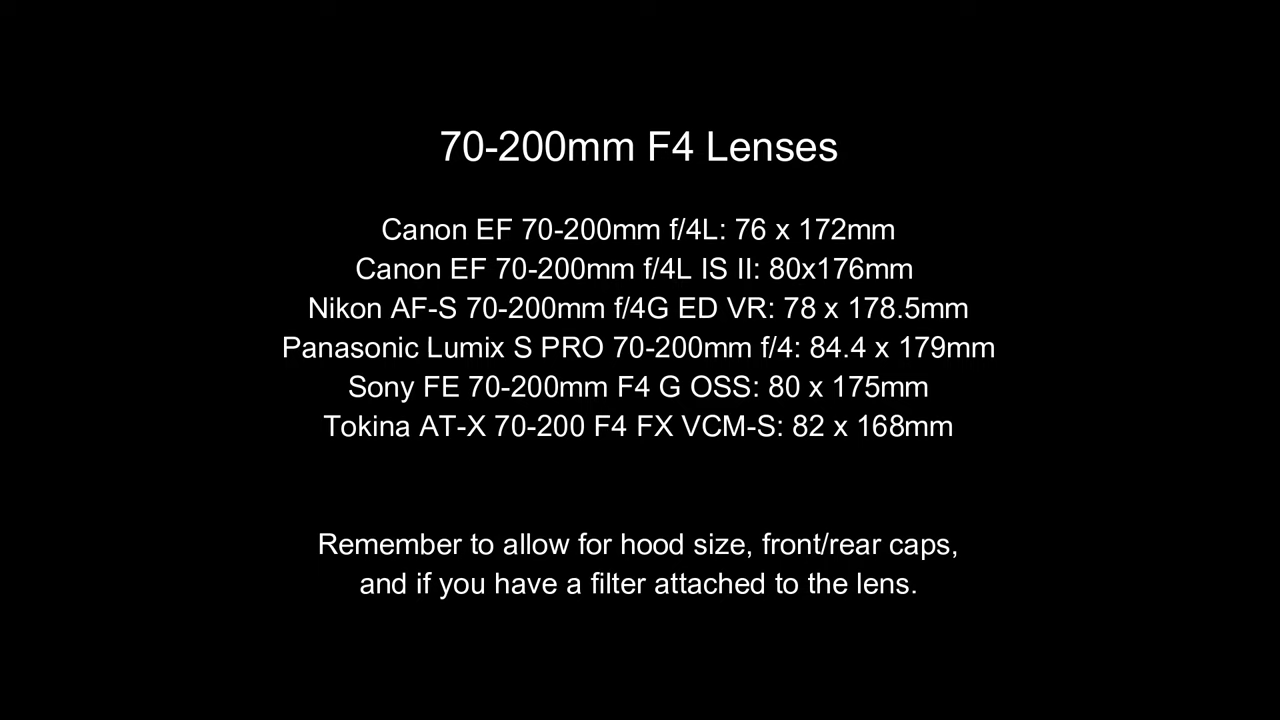 70-200mm F4 Lenses
Canon EF 70-200mm f/4L: 76 x 172mm
Canon EF 70-200mm f/4L IS II: 80x176mm
Nikon AF-S 70-200mm f/4G ED VR: 78 x 178.5mm
Panasonic Lumix S PRO 70-200mm f/4: 84.4 x 179mm
Sony FE 70-200mm F4 G OSS: 80 x 175mm
Tokina AT-X 70-200 F4 FX VCM-S: 82 x 168mm
Remember to allow for hood size, front/rear caps,
and if you have a filter attached to the lens.